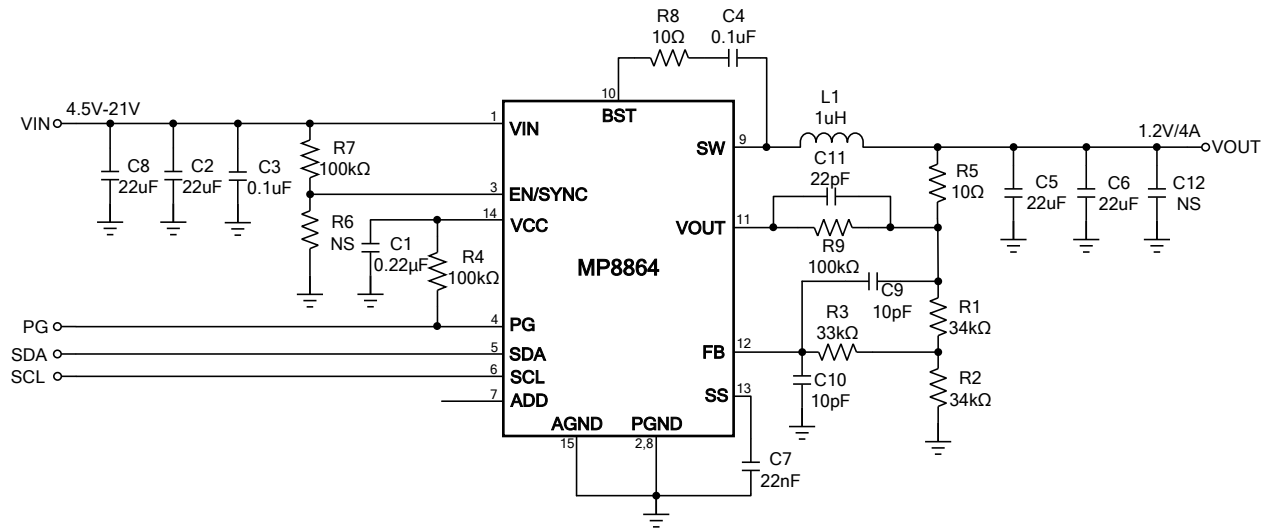 R8
10Ω
C4
0.1uF
10
BST
VIN
4.5V-21V
1
VIN
C8
22uF
C2
22uF
C3
0.1uF
R7
100kΩ
3
EN/SYNC
R6
NS
14
VCC
C1
0.22µF
R4
100kΩ
MP8864
SW
9
L1
1uH
C11
22pF
VOUT
11
R9
100kΩ
R5
10Ω
1.2V/4A
VOUT
C5
22uF
C6
22uF
C12
NS
C9
10pF
R1
34kΩ
R3
33kΩ
FB
12
C10
10pF
R2
34kΩ
PG
4
PG
SDA
5
SDA
SCL
6
SCL
7
ADD
SS
13
AGND
15
PGND
2,8
C7
22nF